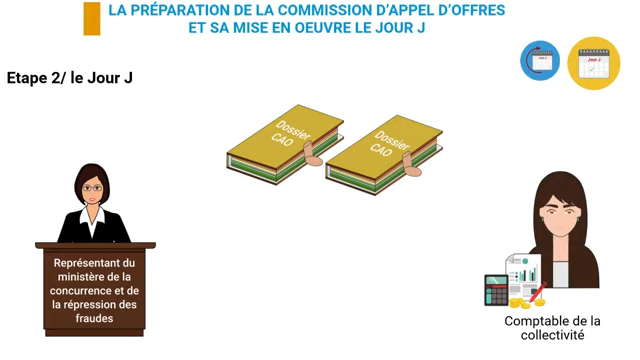 LA PRÉPARATION DE LA COMMISSION D'APPEL D'OFFRES
ET SA MISE EN OEUVRE LE JOUR J
Etape 2/ le Jour J
Jour J
Dossier
CAO
Dossier
CAO
Représentant du
ministère de la
concurrence et de
la répression des
fraudes
Comptable de la
collectivité